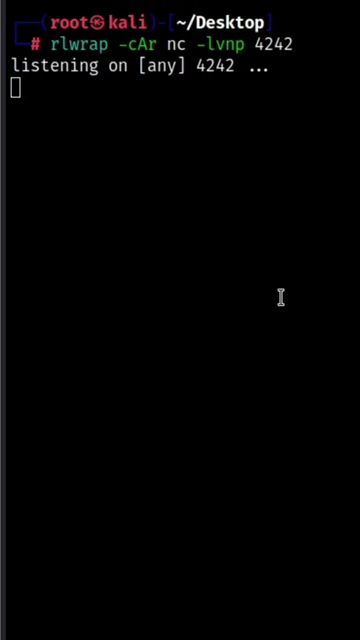 ┌──(root㉿kali)-[~/Desktop]
└─# rlwrap -cAr nc -lvnp 4242
listening on [any] 4242 ...